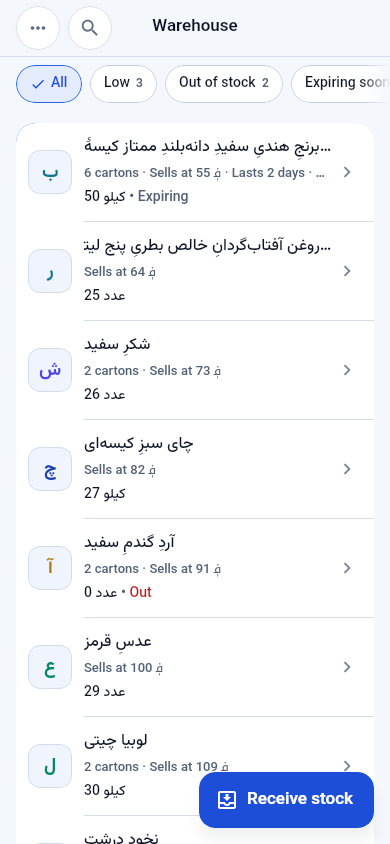 Warehouse
All
Low 3
Out of stock 2
Expiring soon
ب
برنجِ هنديِ سفیدِ دانه‌بلندِ ممتاز کیسهٔ…
6 cartons · Sells at 55 ؋ · Lasts 2 days · …
50 کیلو • Expiring
ر
روغن آفتاب‌گردانِ خالص بطریِ پنج لیت…
Sells at 64 ؋
25 عدد
ش
شکرِ سفید
2 cartons · Sells at 73 ؋
26 عدد
چ
چای سبزِ کیسه‌ای
Sells at 82 ؋
27 کیلو
آ
آردِ گندمِ سفید
2 cartons · Sells at 91 ؋
0 عدد • Out
ع
عدسِ قرمز
Sells at 100 ؋
29 عدد
ل
لوبیا چیتی
2 cartons · Sells at 109 ؋
30 کیلو
Receive stock
نخود درشت